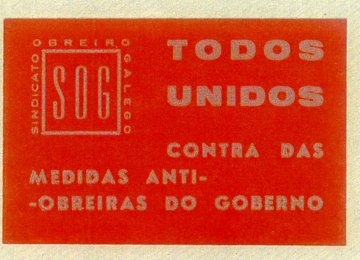 SINDICATO OBREIRO GALEGO
SOG
TODOS
UNIDOS
CONTRA DAS
MEDIDAS ANTI-
-OBREIRAS DO GOBERNO